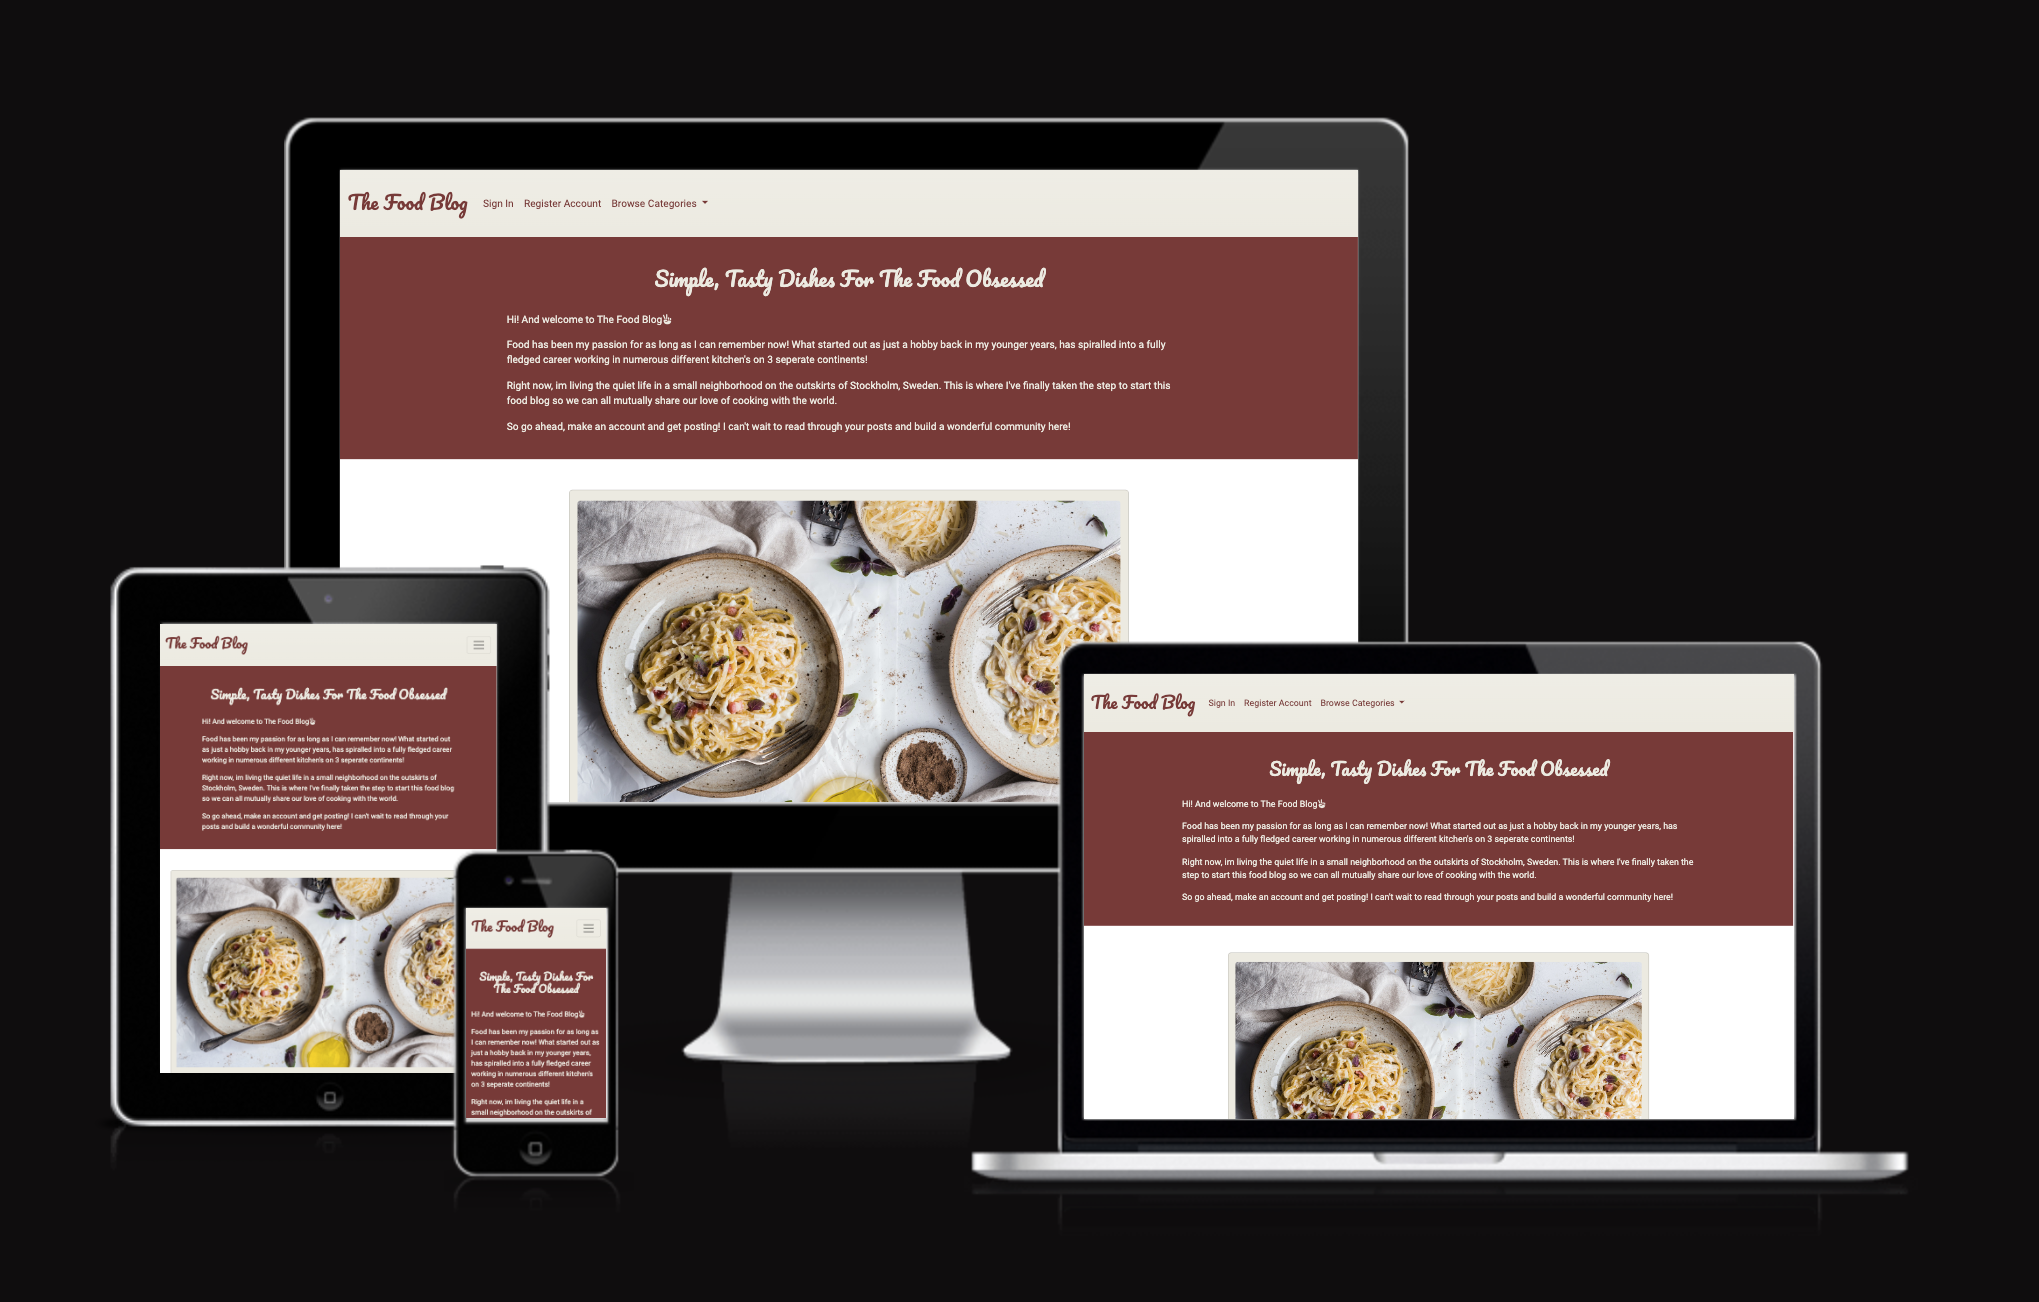 The Food Blog
Sign In Register Account Browse Categories
Simple, Tasty Dishes For The Food Obsessed
Hi! And welcome to The Food Blog
Food has been my passion for as long as I can remember now! What started out as just a hobby back in my younger years, has spiralled into a fully
fledged career working in numerous different kitchen's on 3 seperate continents!
Right now, im living the quiet life in a small neighborhood on the outskirts of Stockholm, Sweden. This is where I've finally taken the step to start this
food blog so we can all mutually share our love of cooking with the world.
So go ahead, make an account and get posting! I can't wait to read through your posts and build a wonderful community here!
The Food Blog
Simple, Tasty Dishes For The Food Obsessed
Hi! And welcome to The Food Blog
Food has been my passion for as long as I can remember now! What started out
as just a hobby back in my younger years, has spiralled into a fully fledged career
working in numerous different kitchen's on 3 seperate continents!
Right now, im living the quiet life in a small neighborhood on the outskirts of
Stockholm, Sweden. This is where I've finally taken the step to start this food blog
so we can all mutually share our love of cooking with the world.
So go ahead, make an account and get posting! I can't wait to read through your
posts and build a wonderful community here!
The Food Blog
Simple, Tasty Dishes For
The Food Obsessed
Hi! And welcome to The Food Blog
Food has been my passion for as long as
I can remember now! What started out as
just a hobby back in my younger years,
has spiralled into a fully fledged career
working in numerous different kitchen's
on 3 seperate continents!
Right now, im living the quiet life in a
small neighborhood on the outskirts of
The Food Blog
Sign In Register Account Browse Categories
Simple, Tasty Dishes For The Food Obsessed
Hi! And welcome to The Food Blog
Food has been my passion for as long as I can remember now! What started out as just a hobby back in my younger years, has
spiralled into a fully fledged career working in numerous different kitchen's on 3 seperate continents!
Right now, im living the quiet life in a small neighborhood on the outskirts of Stockholm, Sweden. This is where I've finally taken the
step to start this food blog so we can all mutually share our love of cooking with the world.
So go ahead, make an account and get posting! I can't wait to read through your posts and build a wonderful community here!